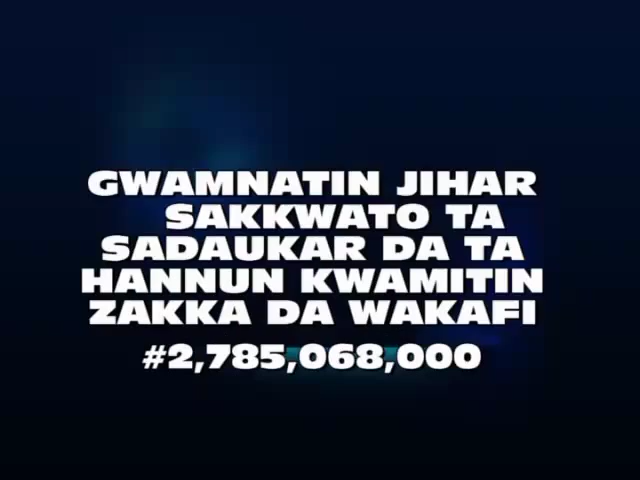 GWAMNATIN JIHAR
SAKKWATO TA
SADAUKAR DA TA
HANNUN KWAMITIN
ZAKKA DA WAKAFI
#2,785,068,000